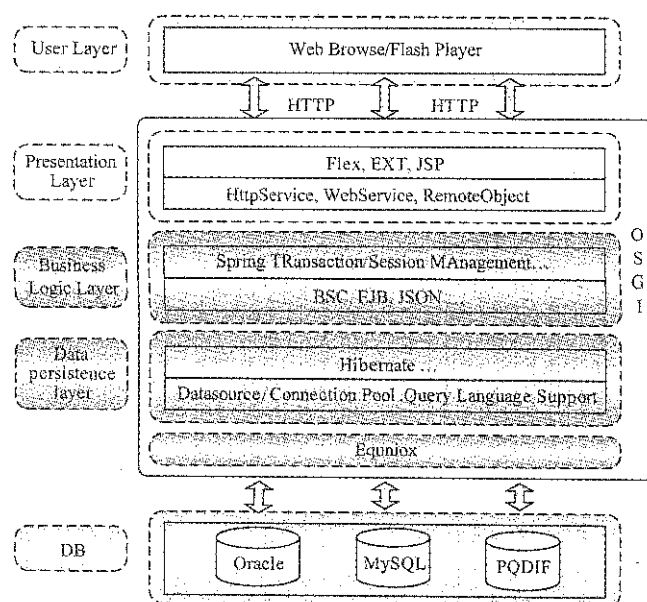 User Layer
Web Browse/Flash Player
HTTP
HTTP
Presentation
Layer
Flex, EXT, JSP
HttpService, WebService, RemoteObject
Business
Logic Layer
Spring TRansaction/Session MAnagement...
BSC, EJB, JSON
O
S
G
I
Data
persistence
layer
Hibernate ...
Datasource/Connection Pool .Query Language Support
Equniox
DB
Oracle
MySQL
PQDIF